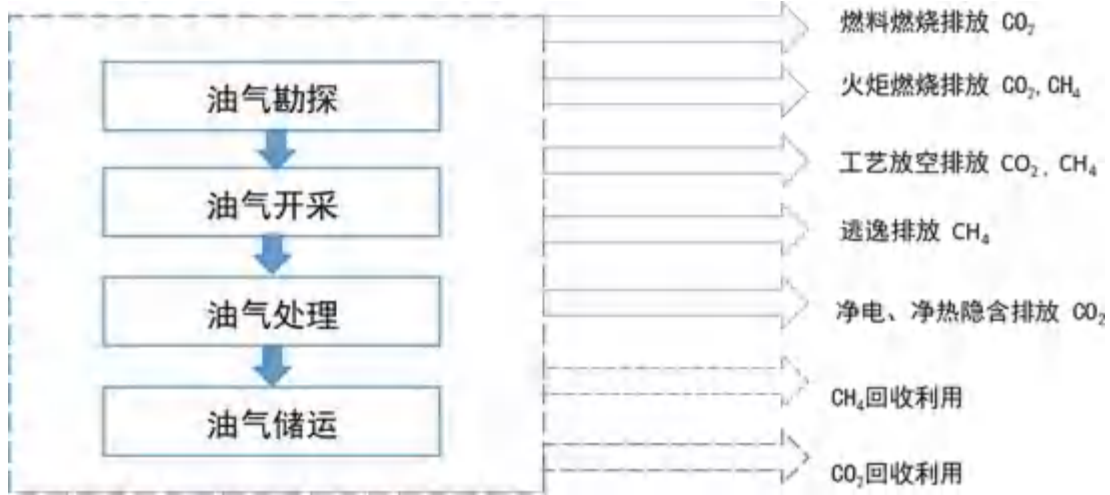 油气勘探
油气开采
油气处理
油气储运
燃料燃烧排放 CO₂
火炬燃烧排放 CO₂,CH₄
工艺放空排放 CO₂, CH₄
逃逸排放 CH₄
净电、净热隐含排放 CO₂
CH₄回收利用
CO₂回收利用